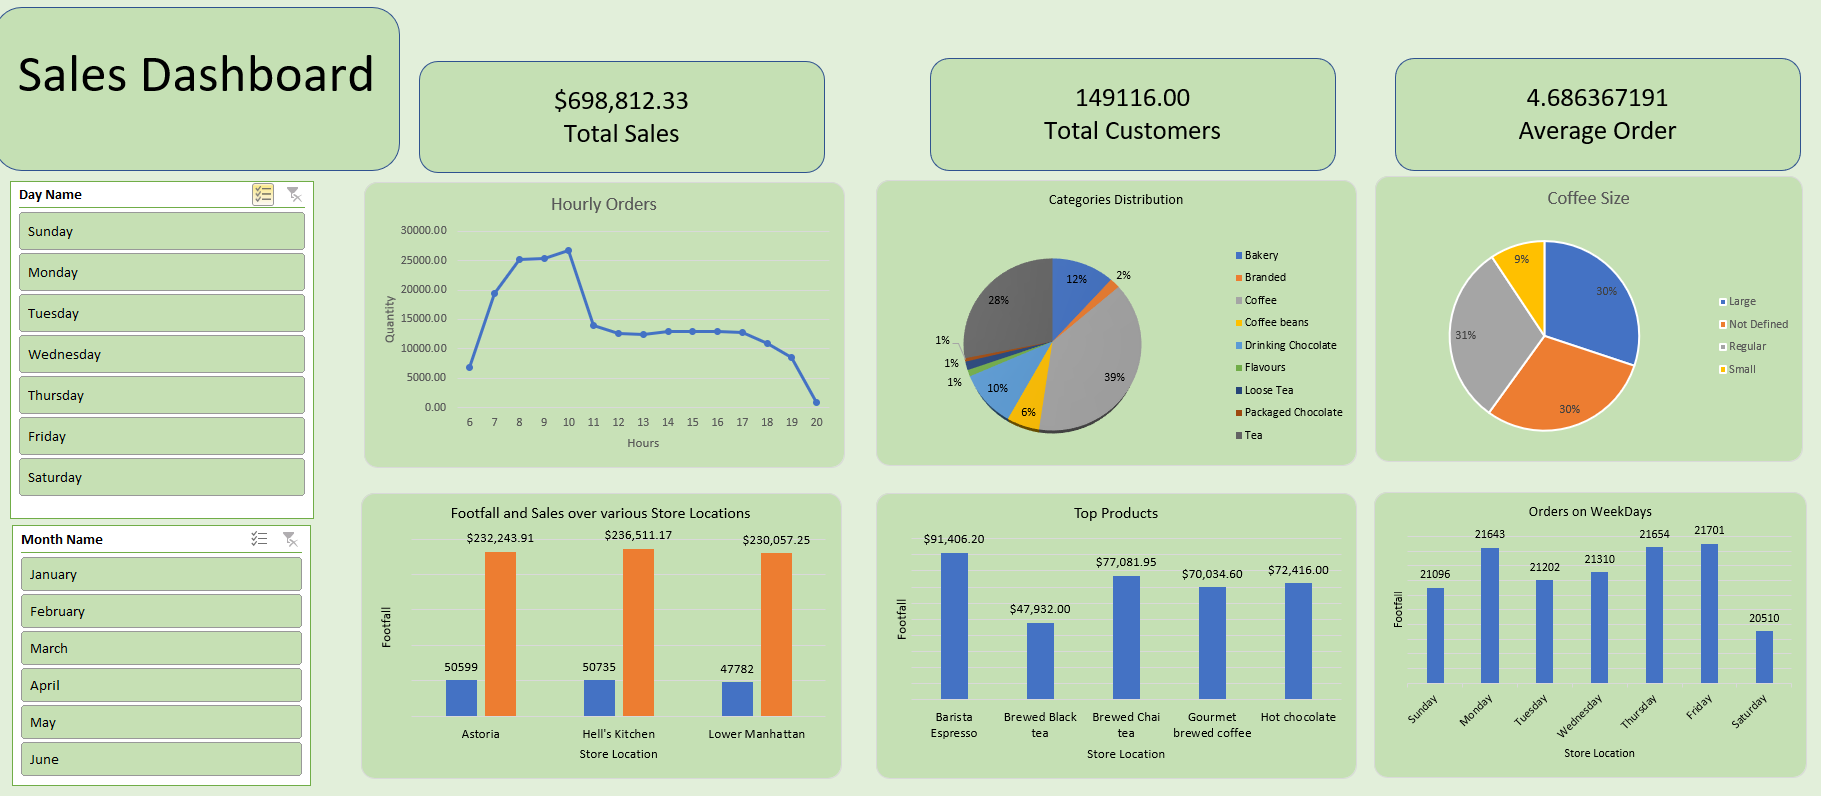 Sales Dashboard
$698,812.33
Total Sales
149116.00
Total Customers
4.686367191
Average Order
Day Name
Sunday
Monday
Tuesday
Wednesday
Thursday
Friday
Saturday
Month Name
January
February
March
April
May
June
Hourly Orders
30000.00
25000.00
20000.00
15000.00
10000.00
5000.00
0.00
Quantity
6 7 8 9 10 11 12 13 14 15 16 17 18 19 20
Hours
Categories Distribution
12%
2%
39%
6%
10%
1%
1%
1%
28%
Bakery
Branded
Coffee
Coffee beans
Drinking Chocolate
Flavours
Loose Tea
Packaged Chocolate
Tea
Coffee Size
30%
30%
31%
9%
Large
Not Defined
Regular
Small
Footfall and Sales over various Store Locations
$232,243.91
$236,511.17
$230,057.25
50599
50735
47782
Footfall
Astoria
Hell's Kitchen
Lower Manhattan
Store Location
Top Products
$91,406.20
$47,932.00
$77,081.95
$70,034.60
$72,416.00
Footfall
Barista
Espresso
Brewed Black
tea
Brewed Chai
tea
Gourmet
brewed coffee
Hot chocolate
Store Location
Orders on WeekDays
21096
21643
21202
21310
21654
21701
20510
Footfall
Sunday
Monday
Tuesday
Wednesday
Thursday
Friday
Saturday
Store Location